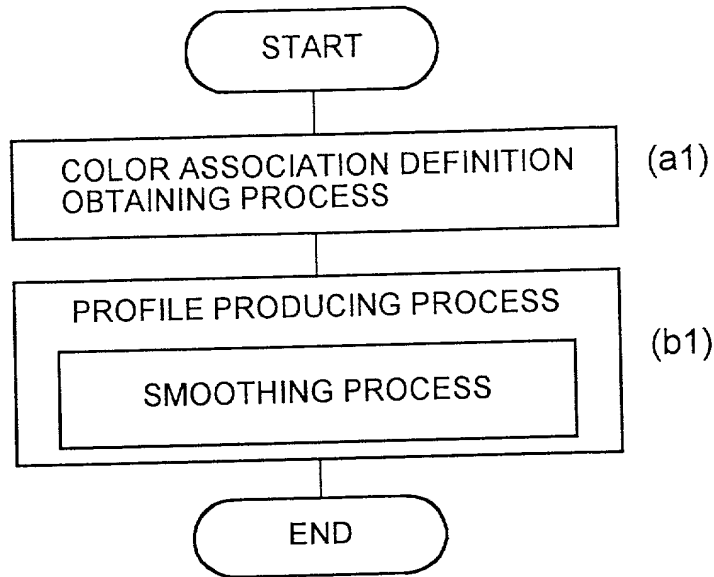 START
COLOR ASSOCIATION DEFINITION
OBTAINING PROCESS
(a1)
PROFILE PRODUCING PROCESS
(b1)
SMOOTHING PROCESS
END